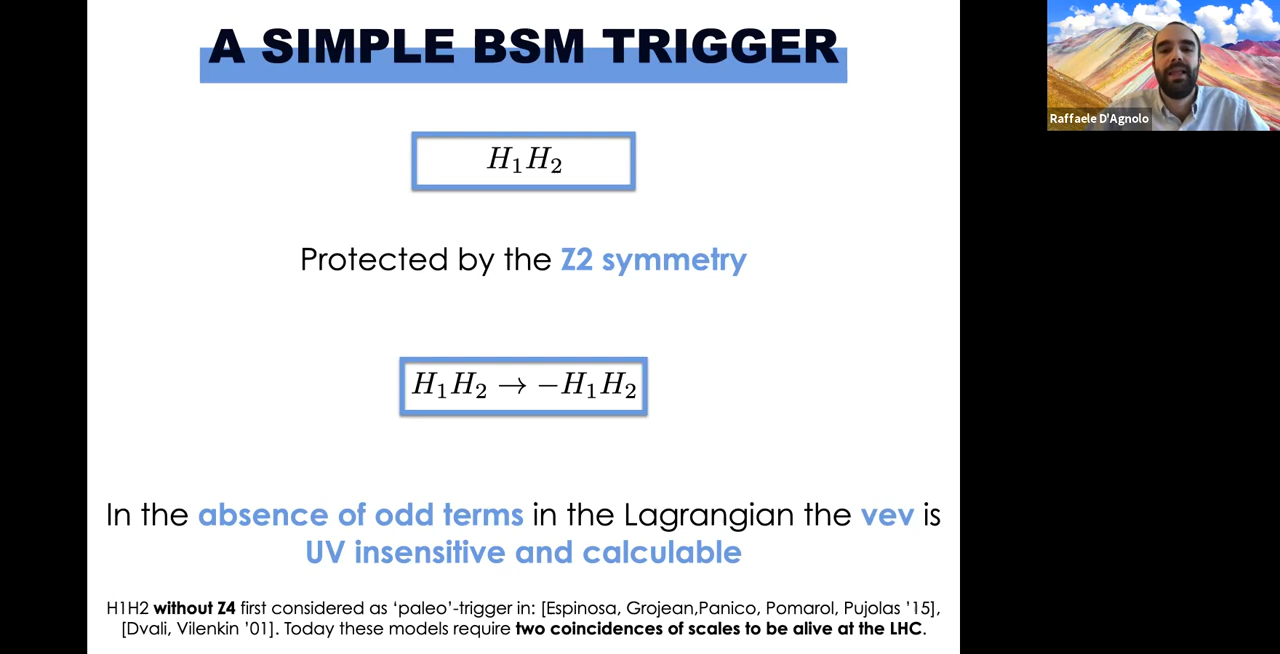 A SIMPLE BSM TRIGGER
Raffaele D'Agnolo
H₁H₂
Protected by the Z2 symmetry
H₁H₂ → −H₁H₂
In the absence of odd terms in the Lagrangian the vev is
UV insensitive and calculable
H1H2 without Z4 first considered as ‘paleo’-trigger in: [Espinosa, Grojean,Panico, Pomarol, Pujolas ’15],
[Dvali, Vilenkin ’01]. Today these models require two coincidences of scales to be alive at the LHC.